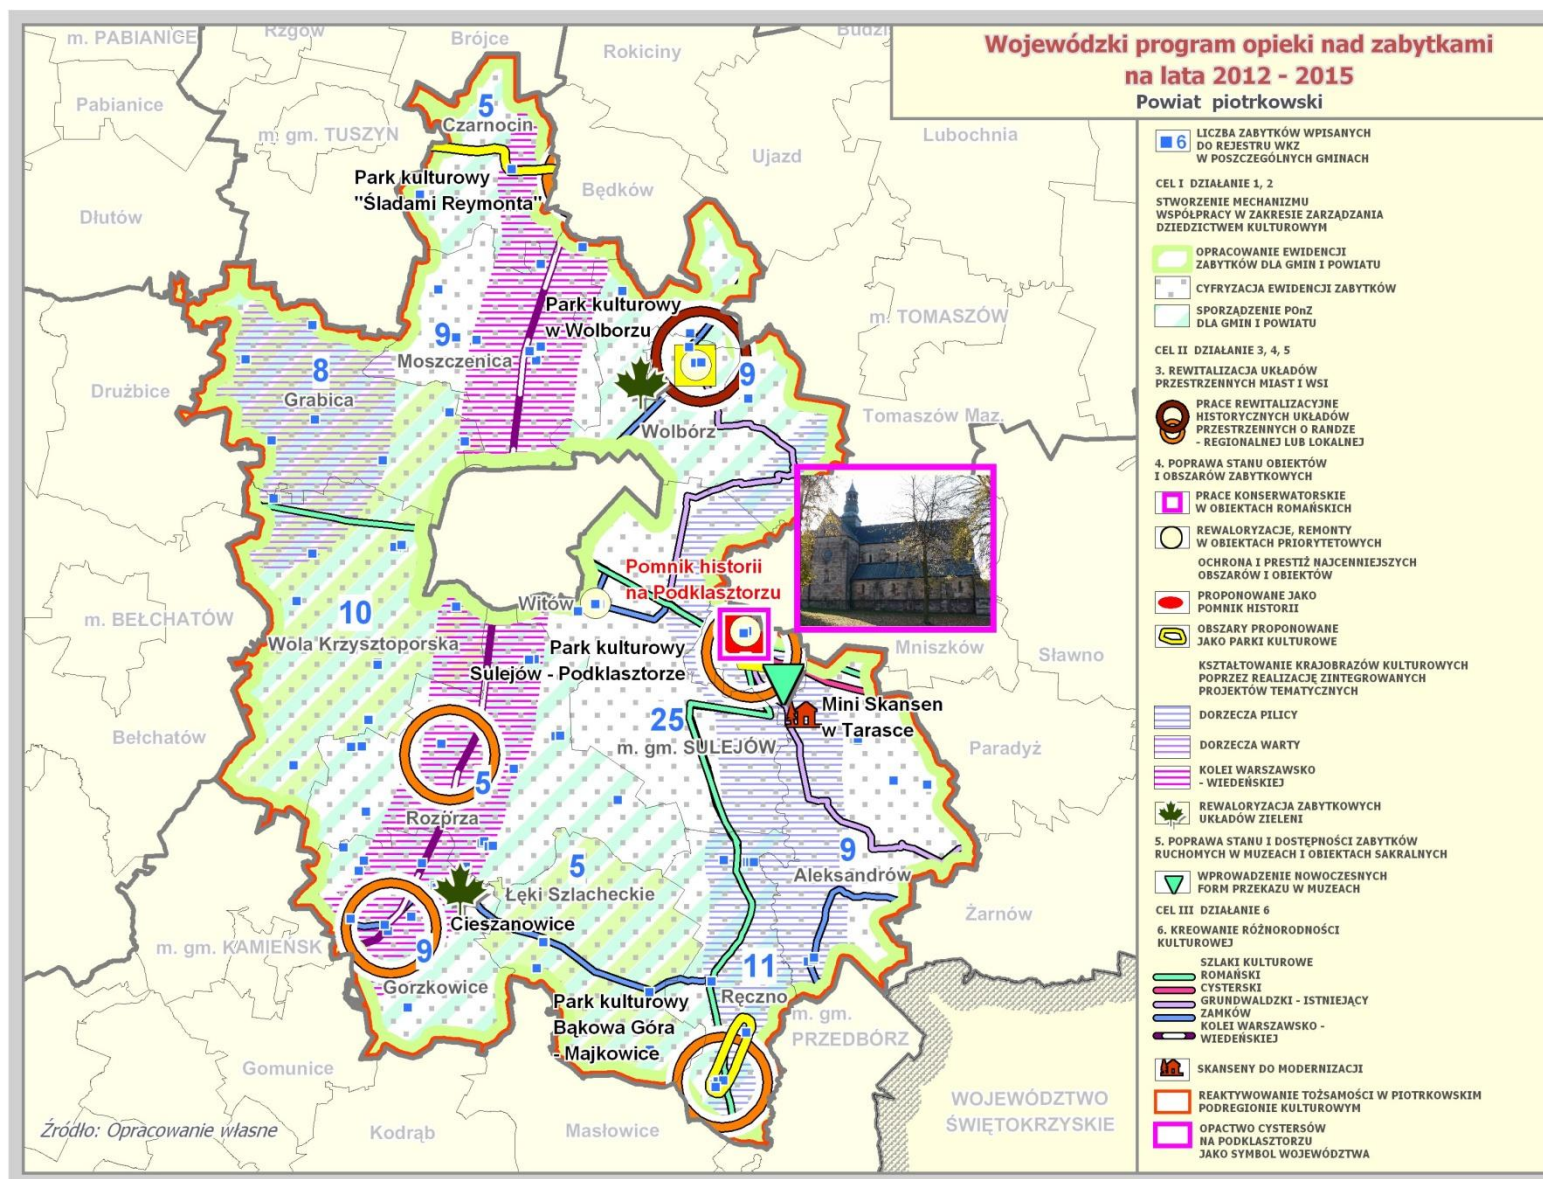 Wojewódzki program opieki nad zabytkami
na lata 2012 - 2015
Powiat piotrkowski
m. PABIANICE
Rzgów
Brójce
Rokiciny
Pabianice
m. gm. TUSZYN
5
Czarnocin
Ujazd
Lubochnia
Park kulturowy
"Śladami Reymonta"
Będków
Dłutów
Park kulturowy
w Wolborzu
m. TOMASZÓW
9
Moszczenica
8
Grabica
9
Drużbice
Wolbórz
Tomaszów Maz.
Pomnik historii
na Podklasztorzu
Witów
10
m. BEŁCHATÓW
Wola Krzysztoporska
Park kulturowy
Sulejów - Podklasztorze
Mniszków
Sławno
Mini Skansen
w Tarasce
25
m. gm. SULEJÓW
Bełchatów
Paradyż
5
Rozprza
9
Aleksandrów
5
Łęki Szlacheckie
Cieszanowice
Żarnów
m. gm. KAMIEŃSK
9
Gorzkowice
11
Ręczno
Park kulturowy
Bąkowa Góra
- Majkowice
m. gm.
PRZEDBÓRZ
Gomunice
WOJEWÓDZTWO
ŚWIĘTOKRZYSKIE
Kodrąb
Masłowice
Źródło: Opracowanie własne
6
LICZBA ZABYTKÓW WPISANYCH
DO REJESTRU WKZ
W POSZCZEGÓLNYCH GMINACH
CEL I DZIAŁANIE 1, 2
STWORZENIE MECHANIZMU
WSPÓŁPRACY W ZAKRESIE ZARZĄDZANIA
DZIEDZICTWEM KULTUROWYM
OPRACOWANIE EWIDENCJI
ZABYTKÓW DLA GMIN I POWIATU
CYFRYZACJA EWIDENCJI ZABYTKÓW
SPORZĄDZENIE POnZ
DLA GMIN I POWIATU
CEL II DZIAŁANIE 3, 4, 5
3. REWITALIZACJA UKŁADÓW
PRZESTRZENNYCH MIAST I WSI
PRACE REWITALIZACYJNE
HISTORYCZNYCH UKŁADÓW
PRZESTRZENNYCH O RANDZE
- REGIONALNEJ LUB LOKALNEJ
4. POPRAWA STANU OBIEKTÓW
I OBSZARÓW ZABYTKOWYCH
PRACE KONSERWATORSKIE
W OBIEKTACH ROMAŃSKICH
REWALORYZACJE, REMONTY
W OBIEKTACH PRIORYTETOWYCH
OCHRONA I PRESTIŻ NAJCENNIEJSZYCH
OBSZARÓW I OBIEKTÓW
PROPONOWANE JAKO
POMNIK HISTORII
OBSZARY PROPONOWANE
JAKO PARKI KULTUROWE
KSZTAŁTOWANIE KRAJOBRAZÓW KULTUROWYCH
POPRZEZ REALIZACJĘ ZINTEGROWANYCH
PROJEKTÓW TEMATYCZNYCH
DORZECZA PILICY
DORZECZA WARTY
KOLEI WARSZAWSKO
- WIEDEŃSKIEJ
REWALORYZACJA ZABYTKOWYCH
UKŁADÓW ZIELENI
5. POPRAWA STANU I DOSTĘPNOŚCI ZABYTKÓW
RUCHOMYCH W MUZEACH I OBIEKTACH SAKRALNYCH
WPROWADZENIE NOWOCZESNYCH
FORM PRZEKAZU W MUZEACH
CEL III DZIAŁANIE 6
6. KREOWANIE RÓŻNORODNOŚCI
KULTUROWEJ
SZLAKI KULTUROWE
ROMAŃSKI
CYSTERSKI
GRUNWALDZKI - ISTNIEJĄCY
ZAMKÓW
KOLEI WARSZAWSKO -
WIEDEŃSKIEJ
SKANSENY DO MODERNIZACJI
REAKTYWOWANIE TOŻSAMOŚCI W PIOTRKOWSKIM
PODREGIONIE KULTUROWYM
OPACTWO CYSTERSÓW
NA PODKLASZTORZU
JAKO SYMBOL WOJEWÓDZTWA